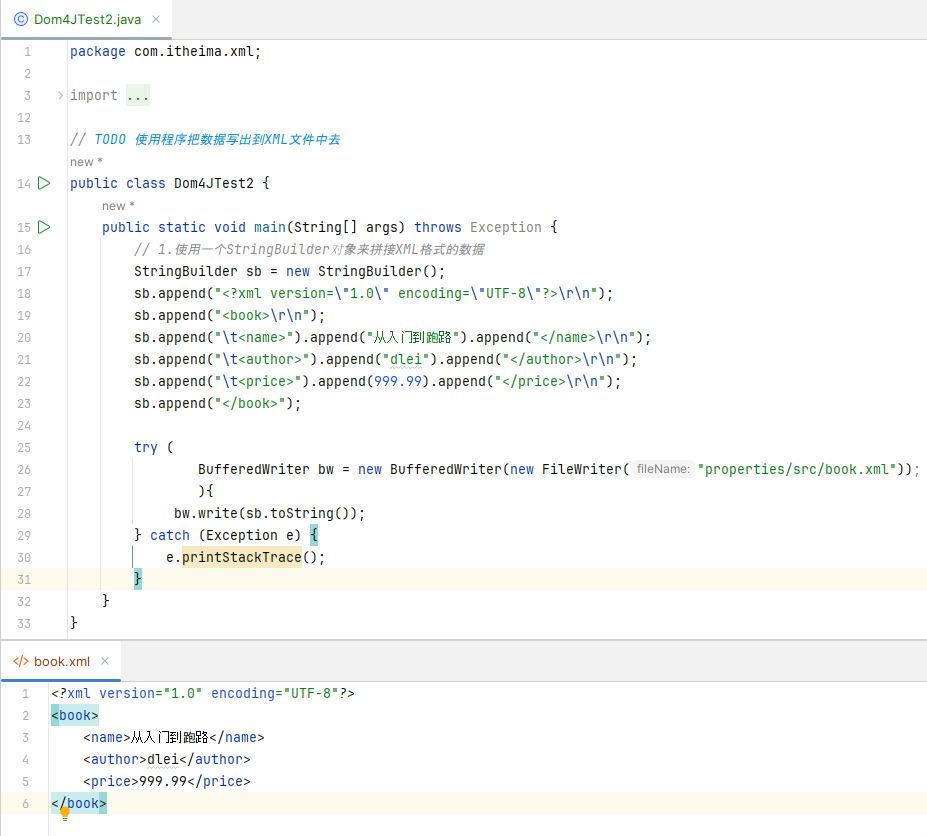 Dom4JTest2.java
1 package com.itheima.xml;
2
3 import ...
12
13 // TODO 使用程序把数据写出到XML文件中去
new *
14 public class Dom4JTest2 {
new *
15 public static void main(String[] args) throws Exception {
16 // 1.使用一个StringBuilder对象来拼接XML格式的数据
17 StringBuilder sb = new StringBuilder();
18 sb.append("<?xml version=\"1.0\" encoding=\"UTF-8\"?>\r\n");
19 sb.append("<book>\r\n");
20 sb.append("\t<name>").append("从入门到跑路").append("</name>\r\n");
21 sb.append("\t<author>").append("dlei").append("</author>\r\n");
22 sb.append("\t<price>").append(999.99).append("</price>\r\n");
23 sb.append("</book>");
24
25 try (
26 BufferedWriter bw = new BufferedWriter(new FileWriter( fileName: "properties/src/book.xml"));
27 ){
28 bw.write(sb.toString());
29 } catch (Exception e) {
30 e.printStackTrace();
31 }
32 }
33 }
</> book.xml
1 <?xml version="1.0" encoding="UTF-8"?>
2 <book>
3 <name>从入门到跑路</name>
4 <author>dlei</author>
5 <price>999.99</price>
6 </book>